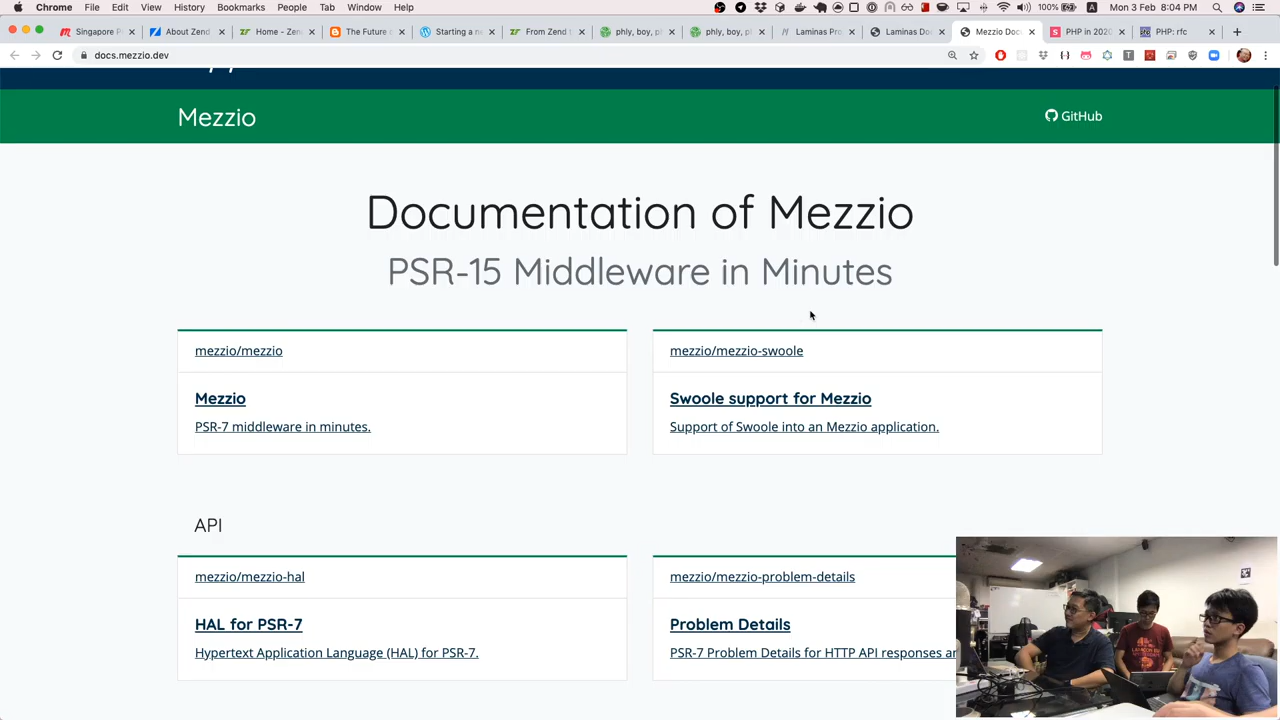 Chrome File Edit View History Bookmarks People Tab Window Help 100% Mon 3 Feb 8:04 PM
Singapore P About Zend Home - Zen The Future o Starting a ne From Zend t phly, boy, pl phly, boy, pl Laminas Pro Laminas Do Mezzio Doc PHP in 2020 PHP: rfc
docs.mezzio.dev
Mezzio
GitHub
Documentation of Mezzio
PSR-15 Middleware in Minutes
mezzio/mezzio
Mezzio
PSR-7 middleware in minutes.
mezzio/mezzio-swoole
Swoole support for Mezzio
Support of Swoole into an Mezzio application.
API
mezzio/mezzio-hal
HAL for PSR-7
Hypertext Application Language (HAL) for PSR-7.
mezzio/mezzio-problem-details
Problem Details
PSR-7 Problem Details for HTTP API responses ar